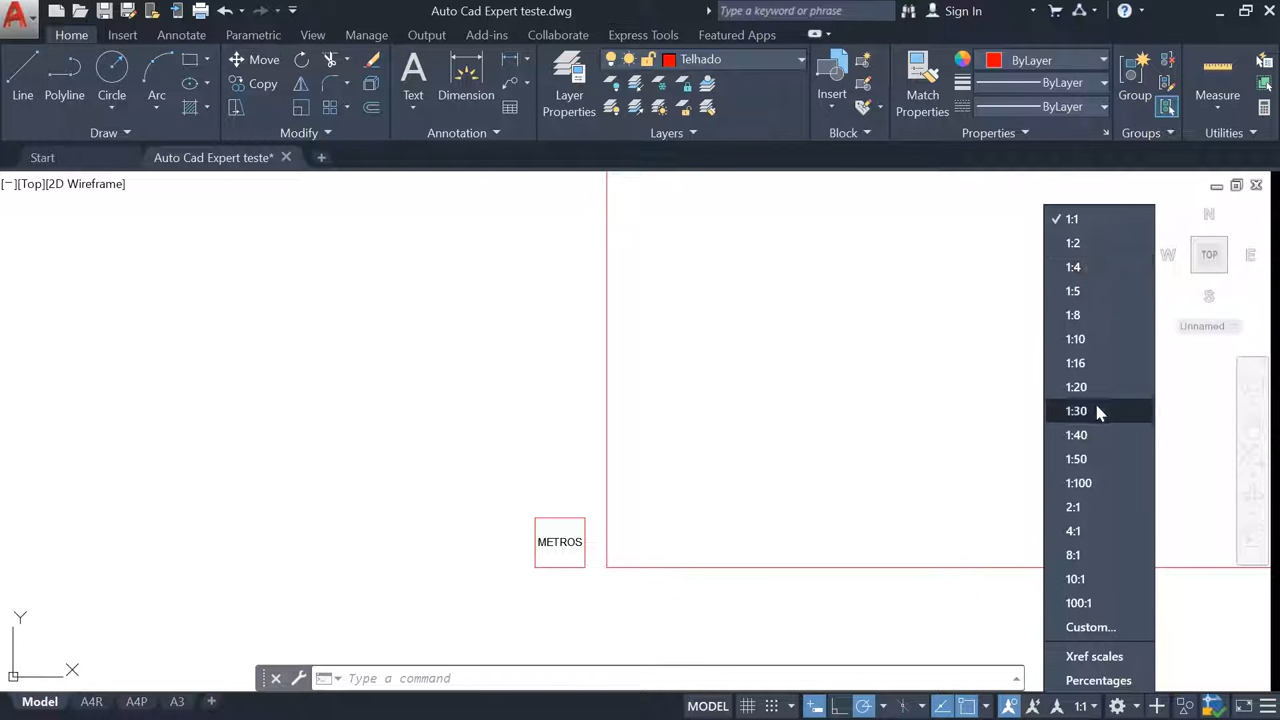 Auto Cad Expert teste.dwg
Type a keyword or phrase
Sign In
Home
Insert
Annotate
Parametric
View
Manage
Output
Add-ins
Collaborate
Express Tools
Featured Apps
Line
Polyline
Circle
Arc
Draw
Move
Copy
Modify
Text
Dimension
Annotation
Layer
Properties
Telhado
Layers
Insert
Block
Match
Properties
ByLayer
ByLayer
ByLayer
Properties
Group
Groups
Measure
Utilities
Start
Auto Cad Expert teste*
[−][Top][2D Wireframe]
N
W
TOP
E
S
Unnamed
1:1
1:2
1:4
1:5
1:8
1:10
1:16
1:20
1:30
1:40
1:50
1:100
2:1
4:1
8:1
10:1
100:1
Custom...
Xref scales
Percentages
METROS
Y
X
Type a command
Model
A4R
A4P
A3
MODEL
1:1